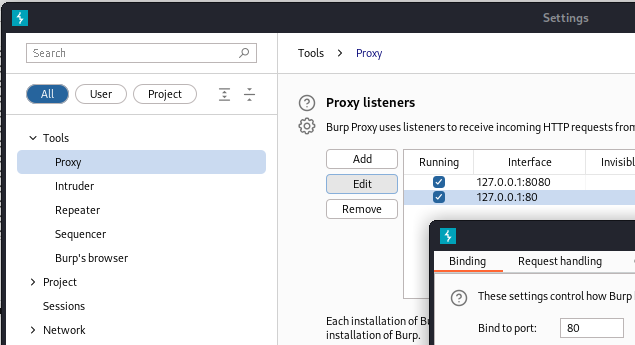 Settings
Search
Tools > Proxy
All User Project
Proxy listeners
Burp Proxy uses listeners to receive incoming HTTP requests from
Tools
Proxy
Intruder
Repeater
Sequencer
Burp's browser
Project
Sessions
Network
Add
Edit
Remove
Running Interface Invisibl
127.0.0.1:8080
127.0.0.1:80
Each installation of Bu
installation of Burp.
Binding Request handling
These settings control how Burp
Bind to port: 80